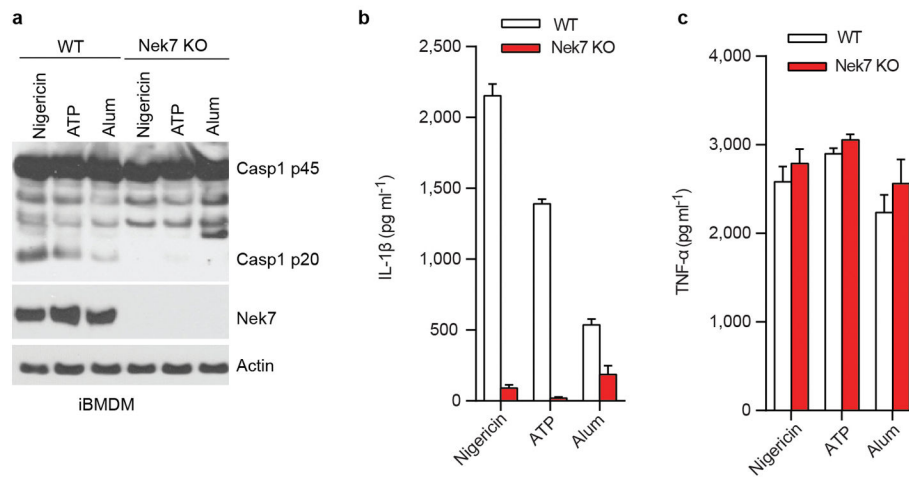 a
WT
Nek7 KO
Nigericin
ATP
Alum
Nigericin
ATP
Alum
Casp1 p45
Casp1 p20
Nek7
Actin
iBMDM
b
WT
Nek7 KO
2,500
2,000
1,500
1,000
500
0
IL-1β (pg ml⁻¹)
Nigericin
ATP
Alum
c
WT
Nek7 KO
4,000
3,000
2,000
1,000
0
TNF-α (pg ml⁻¹)
Nigericin
ATP
Alum